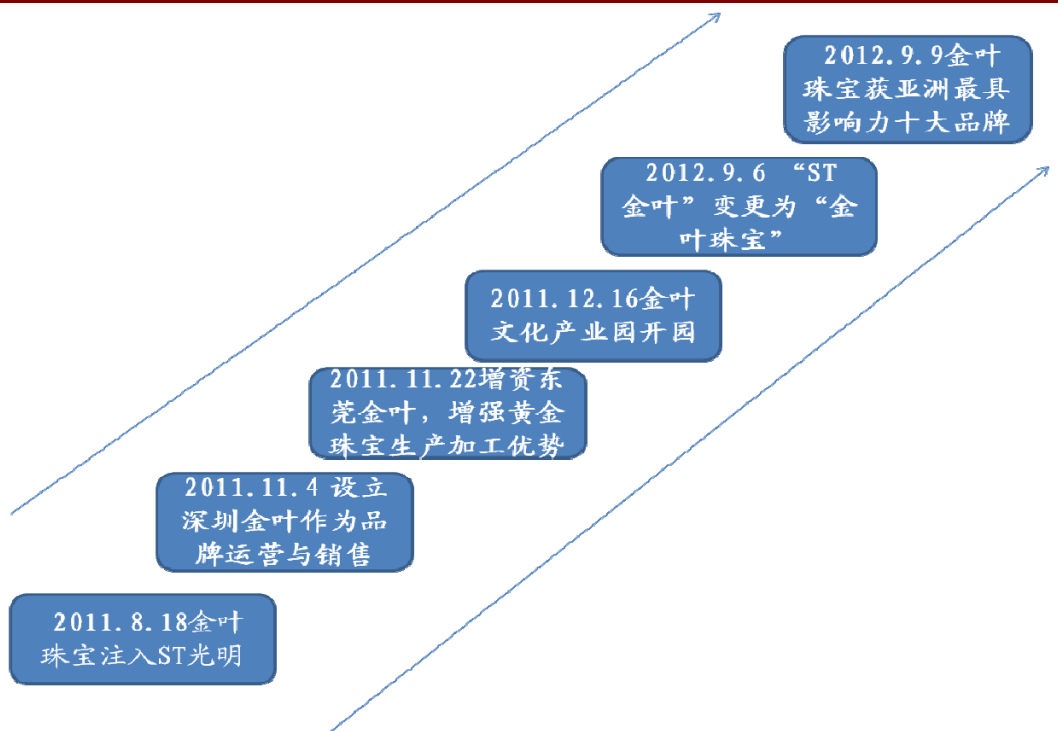 2012.9.9金叶
珠宝获亚洲最具
影响力十大品牌
2012.9.6 “ST
金叶”变更为“金
叶珠宝”
2011.12.16金叶
文化产业园开园
2011.11.22增资东
莞金叶，增强黄金
珠宝生产加工优势
2011.11.4 设立
深圳金叶作为品
牌运营与销售
2011.8.18金叶
珠宝注入ST光明